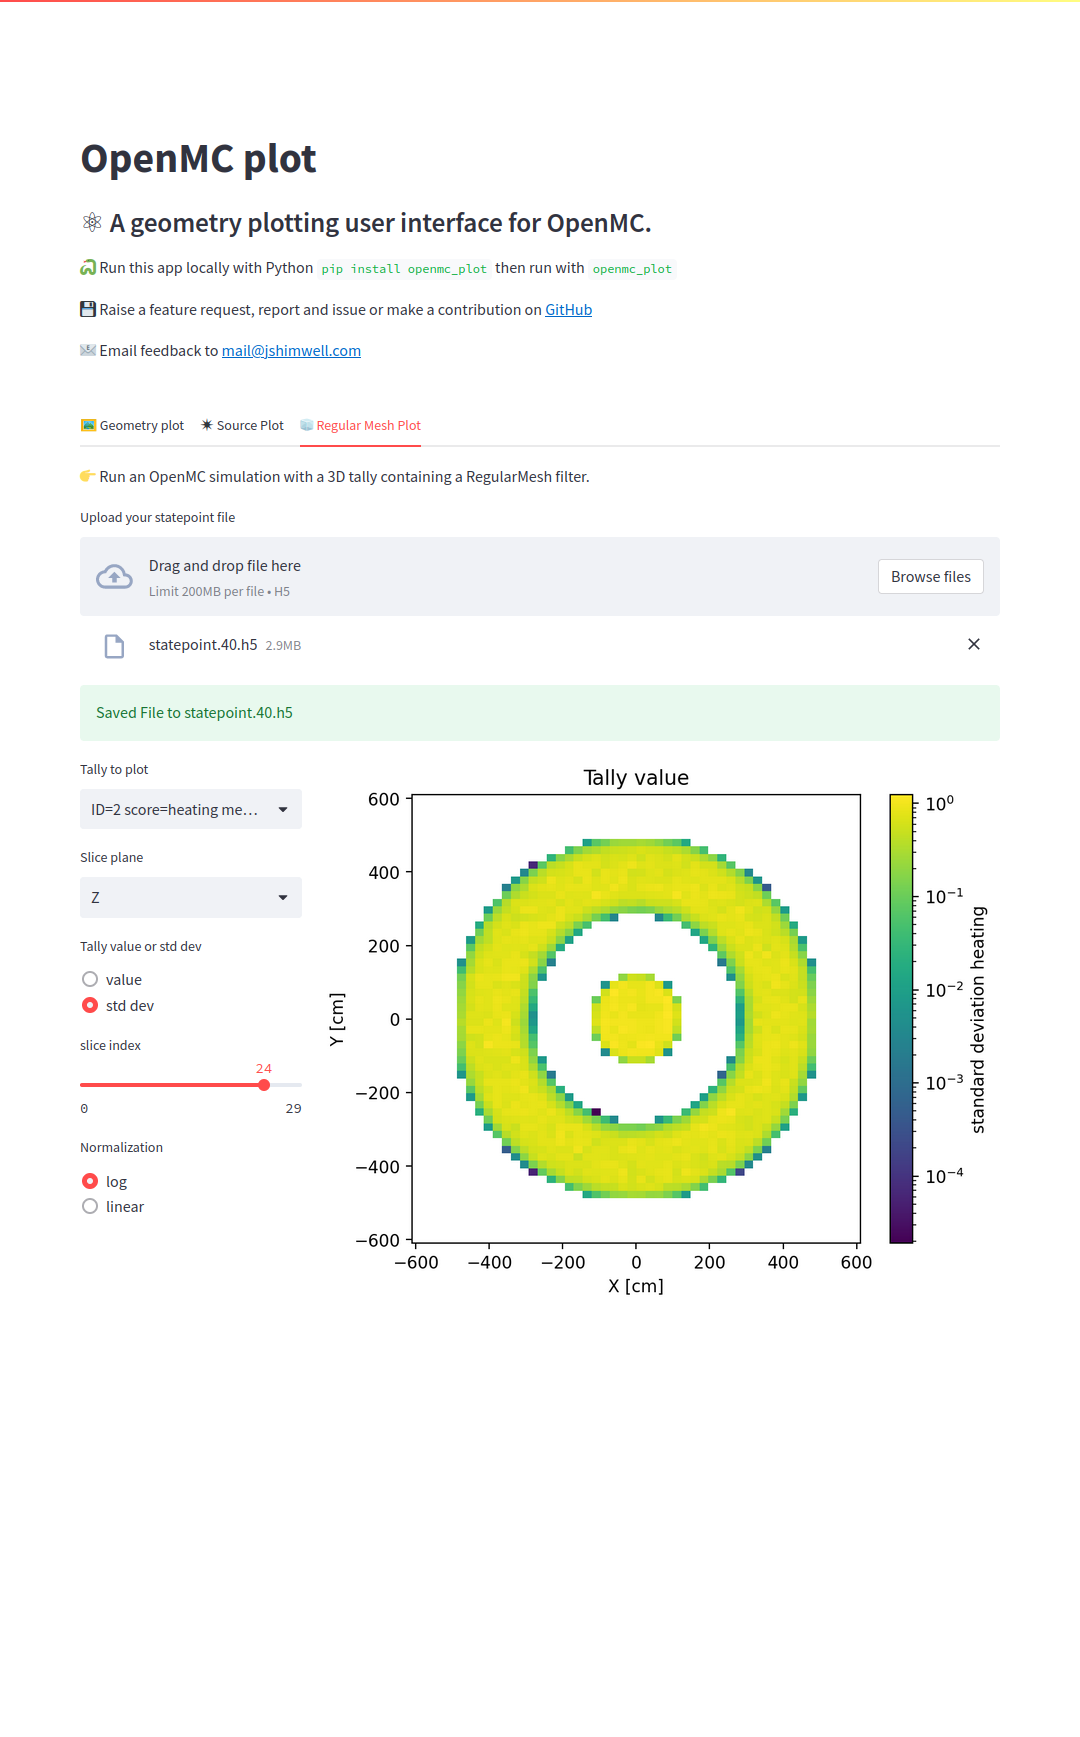 OpenMC plot
⚛ A geometry plotting user interface for OpenMC.
🐍 Run this app locally with Python pip install openmc_plot then run with openmc_plot
💾 Raise a feature request, report and issue or make a contribution on GitHub
📧 Email feedback to mail@jshimwell.com
Geometry plot Source Plot Regular Mesh Plot
👉 Run an OpenMC simulation with a 3D tally containing a RegularMesh filter.
Upload your statepoint file
Drag and drop file here
Limit 200MB per file • H5
Browse files
statepoint.40.h5 2.9MB
Saved File to statepoint.40.h5
Tally to plot
ID=2 score=heating me…
Slice plane
Z
Tally value or std dev
value
std dev
slice index
24
0 29
Normalization
log
linear
Tally value
600
400
200
0
−200
−400
−600
Y [cm]
−600 −400 −200 0 200 400 600
X [cm]
10⁰
10⁻¹
10⁻²
10⁻³
10⁻⁴
standard deviation heating